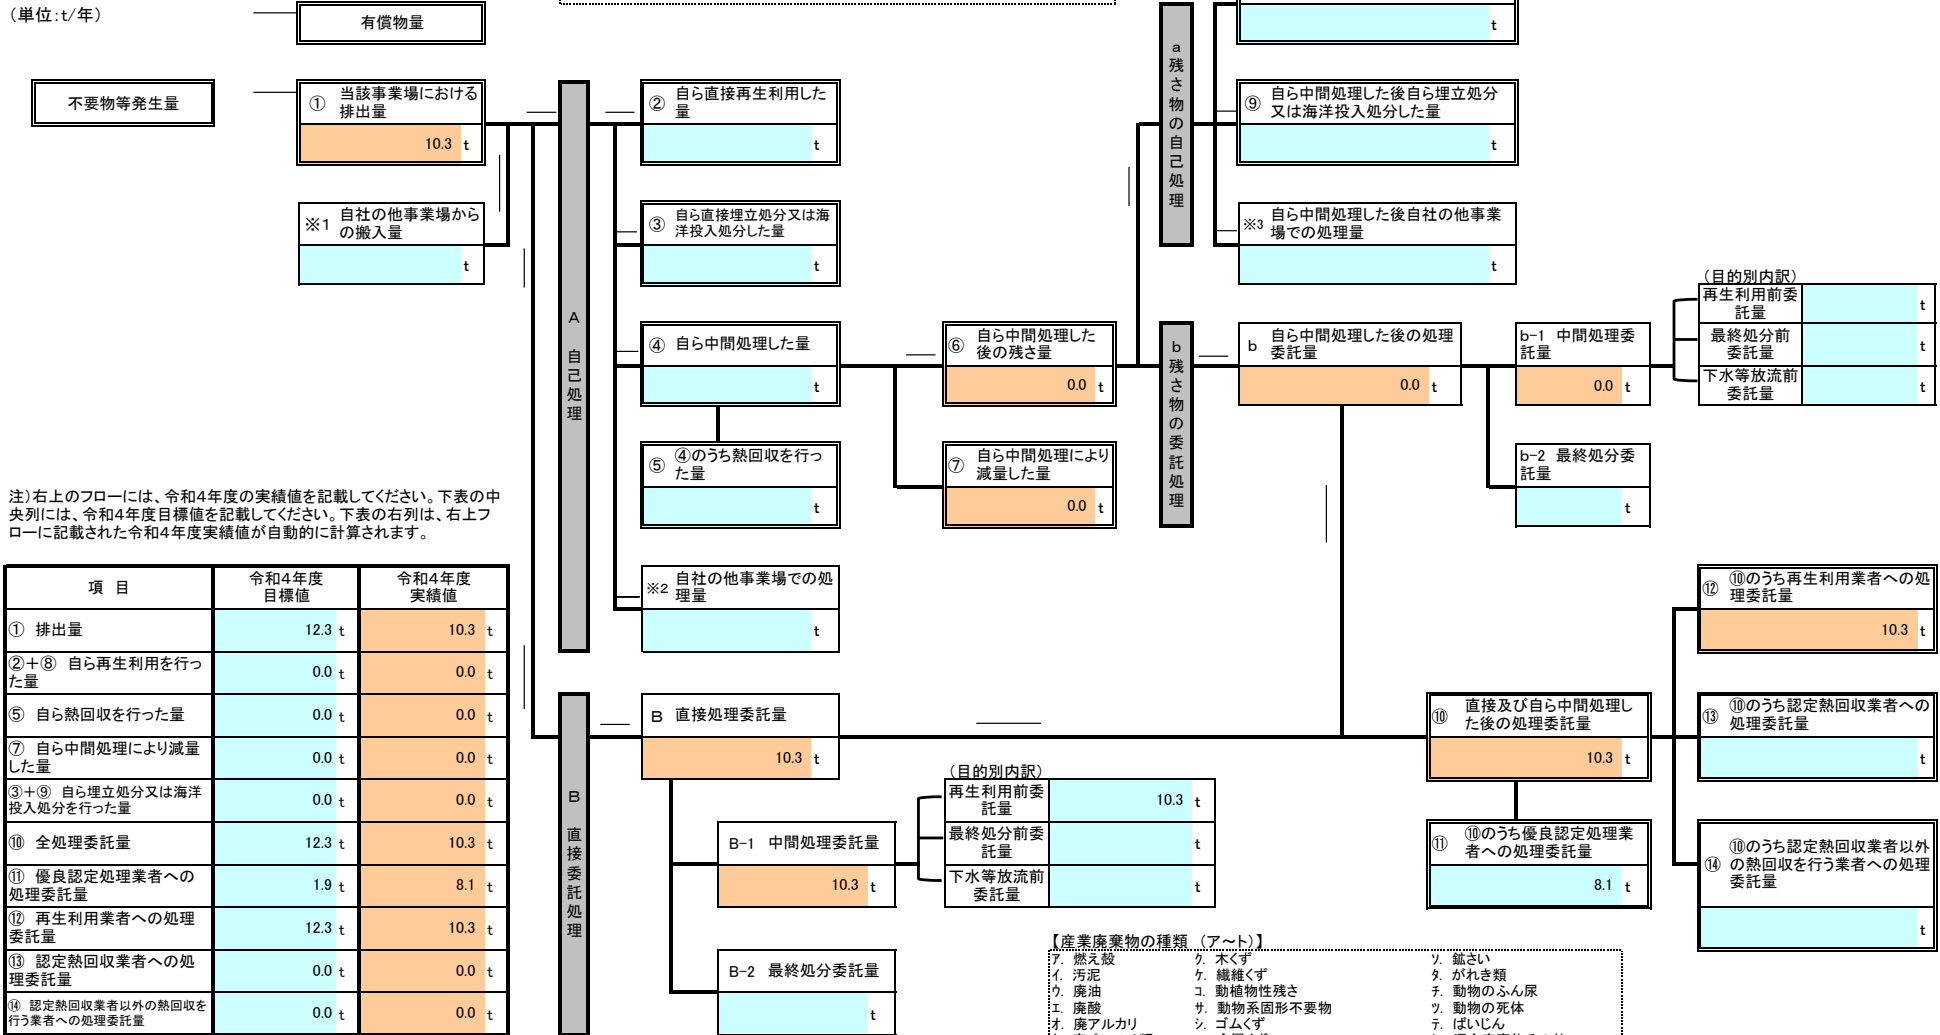 (単位:t/年)
有償物量
不要物等発生量
① 当該事業場における
排出量
10.3 t
※1 自社の他事業場から
の搬入量
t
A 自己処理
② 自ら直接再生利用した
量
t
③ 自ら直接埋立処分又は海
洋投入処分した量
t
④ 自ら中間処理した量
t
⑤ ④のうち熱回収を行っ
た量
t
※2 自社の他事業場での処
理量
t
⑥ 自ら中間処理した
後の残さ量
0.0 t
⑦ 自ら中間処理により
減量した量
0.0 t
a 残さ物の自己処理
t
⑨ 自ら中間処理した後自ら埋立処分
又は海洋投入処分した量
t
※3 自ら中間処理した後自社の他事業
場での処理量
t
b 残さ物の委託処理
b 自ら中間処理した後の処理
委託量
0.0 t
b-1 中間処理委
託量
0.0 t
b-2 最終処分委
託量
t
(目的別内訳)
再生利用前委
託量
t
最終処分前
委託量
t
下水等放流前
委託量
t
注)右上のフローには、令和4年度の実績値を記載してください。下表の中
央列には、令和4年度目標値を記載してください。下表の右列は、右上フ
ローに記載された令和4年度実績値が自動的に計算されます。
項 目 令和4年度 令和4年度
目標値 実績値
① 排出量 12.3 t 10.3 t
②+⑧ 自ら再生利用を行っ
た量 0.0 t 0.0 t
⑤ 自ら熱回収を行った量 0.0 t 0.0 t
⑦ 自ら中間処理により減量
した量 0.0 t 0.0 t
③+⑨ 自ら埋立処分又は海洋
投入処分を行った量 0.0 t 0.0 t
⑩ 全処理委託量 12.3 t 10.3 t
⑪ 優良認定処理業者への
処理委託量 1.9 t 8.1 t
⑫ 再生利用業者への処理
委託量 12.3 t 10.3 t
⑬ 認定熱回収業者への処
理委託量 0.0 t 0.0 t
⑭ 認定熱回収業者以外の熱回収を
行う業者への処理委託量 0.0 t 0.0 t
B 直接委託処理
B 直接処理委託量
10.3 t
B-1 中間処理委託量
10.3 t
B-2 最終処分委託量
t
(目的別内訳)
再生利用前委
託量
10.3 t
最終処分前委
託量
t
下水等放流前
委託量
t
⑩ 直接及び自ら中間処理し
た後の処理委託量
10.3 t
⑪ ⑩のうち優良認定処理業
者への処理委託量
8.1 t
⑫ ⑩のうち再生利用業者への処
理委託量
10.3 t
⑬ ⑩のうち認定熱回収業者への
処理委託量
t
⑭ ⑩のうち認定熱回収業者以外
の熱回収を行う業者への処理
委託量
t
【産業廃棄物の種類 (ア~ト)】
ア. 燃え殻 ク. 木くず ソ. 鉱さい
イ. 汚泥 ケ. 繊維くず タ. がれき類
ウ. 廃油 コ. 動植物性残さ チ. 動物のふん尿
エ. 廃酸 サ. 動物系固形不要物 ツ. 動物の死体
オ. 廃アルカリ シ. ゴムくず テ. ばいじん